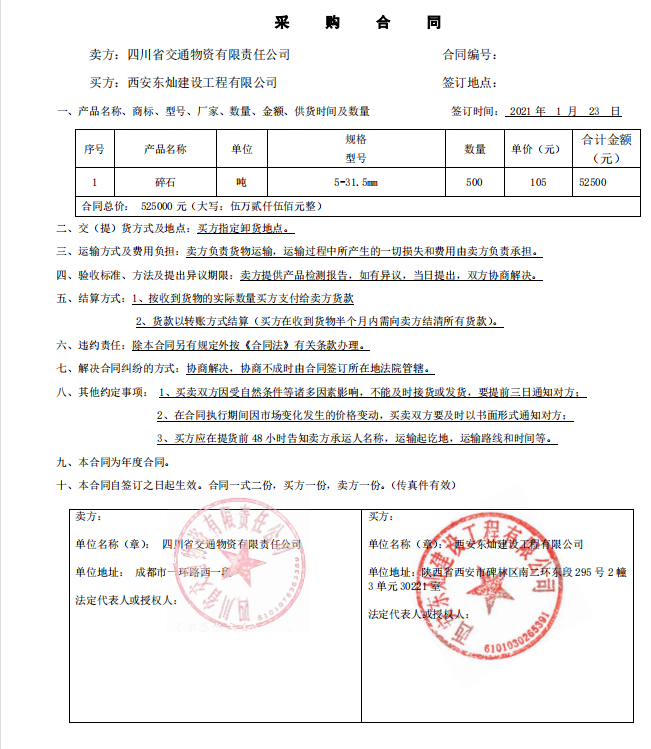 采 购 合 同
卖方：四川省交通物资有限责任公司 合同编号：
买方：西安东灿建设工程有限公司 签订地点：
一、产品名称、商标、型号、厂家、数量、金额、供货时间及数量 签订时间： 2021 年 1 月 23 日
序号 产品名称 单位 规格型号 数量 单价（元） 合计金额（元）
1 碎石 吨 5-31.5mm 500 105 52500
合同总价： 525000 元（大写：伍万贰仟伍佰元整）
二、交（提）货方式及地点：买方指定卸货地点。
三、运输方式及费用负担：卖方负责货物运输，运输过程中所产生的一切损失和费用由卖方负责承担。
四、验收标准、方法及提出异议期限：卖方提供产品检测报告，如有异议，当日提出，双方协商解决。
五、结算方式：1、按收到货物的实际数量买方支付给卖方货款
2、货款以转账方式结算（买方在收到货物半个月内需向卖方结清所有货款）。
六、违约责任：除本合同另有规定外按《合同法》有关条款办理。
七、解决合同纠纷的方式：协商解决，协商不成时由合同签订所在地法院管辖。
八、其他约定事项： 1、买卖双方因受自然条件等诸多因素影响，不能及时接货或发货，要提前三日通知对方；
2、在合同执行期间因市场变化发生的价格变动，买卖双方要及时以书面形式通知对方；
3、买方应在提货前 48 小时告知卖方承运人名称，运输起讫地，运输路线和时间等。
九、本合同为年度合同。
十、本合同自签订之日起生效。合同一式二份，买方一份，卖方一份。（传真件有效）
卖方：
单位名称（章）： 四川省交通物资有限责任公司
单位地址： 成都市一环路西一段
法定代表人或授权人：
买方：
单位名称（章）：西安东灿建设工程有限公司
单位地址：陕西省西安市碑林区南二环东段 295 号 2 幢
3 单元 30221 室
法定代表人或授权人：
西安东灿建设工程有限公司
6101030265391